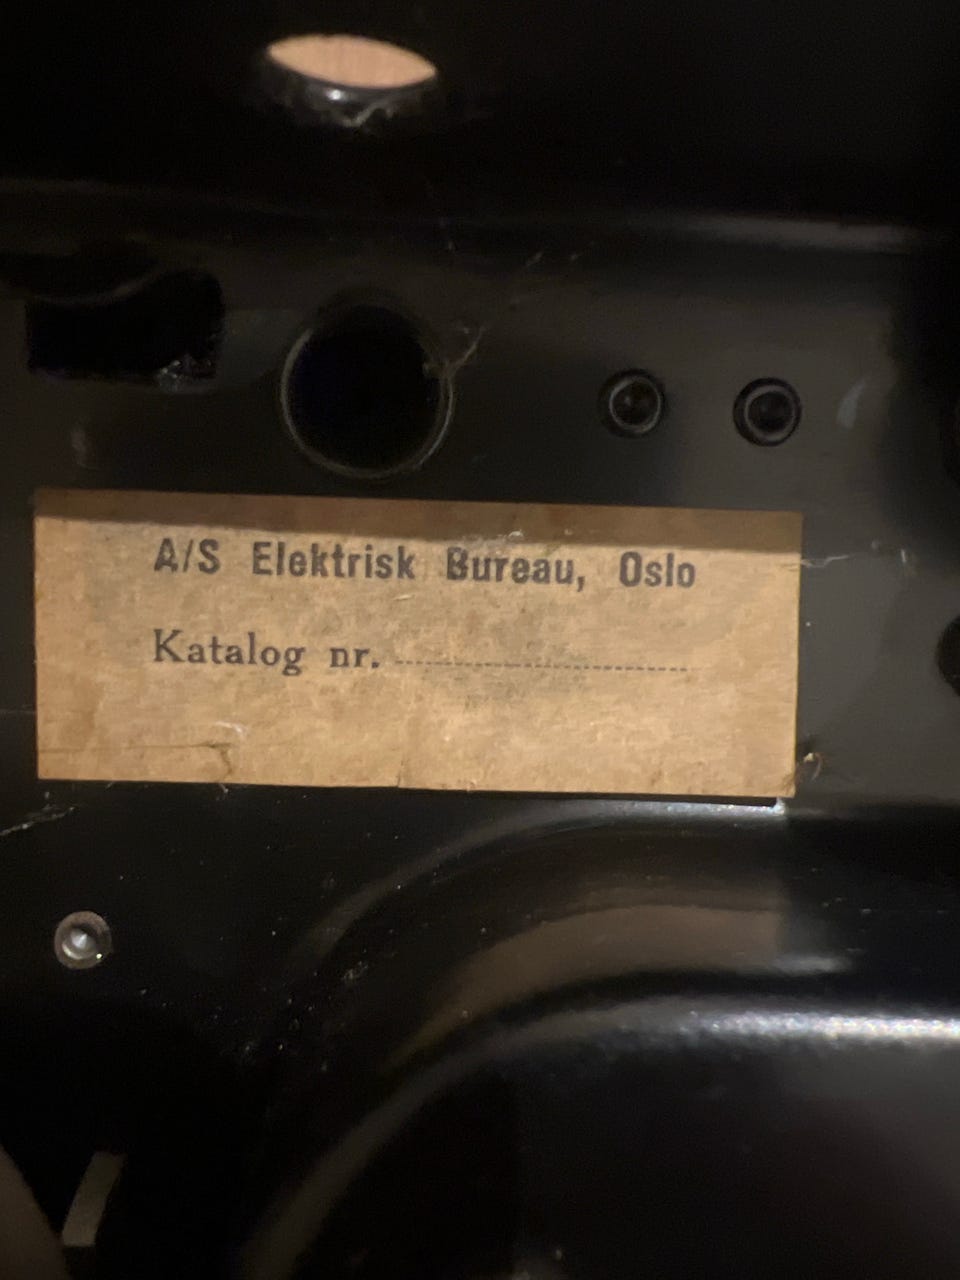 A/S Elektrisk Bureau, Oslo
Katalog nr. ........................